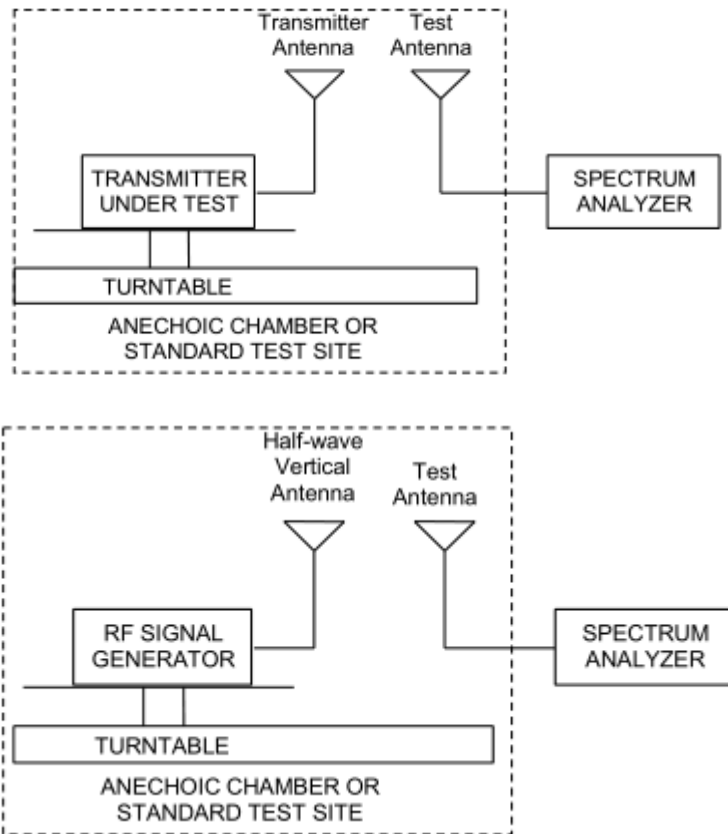 Transmitter
Antenna
Test
Antenna
TRANSMITTER
UNDER TEST
SPECTRUM
ANALYZER
TURNTABLE
ANECHOIC CHAMBER OR
STANDARD TEST SITE
Half-wave
Vertical
Antenna
Test
Antenna
RF SIGNAL
GENERATOR
SPECTRUM
ANALYZER
TURNTABLE
ANECHOIC CHAMBER OR
STANDARD TEST SITE